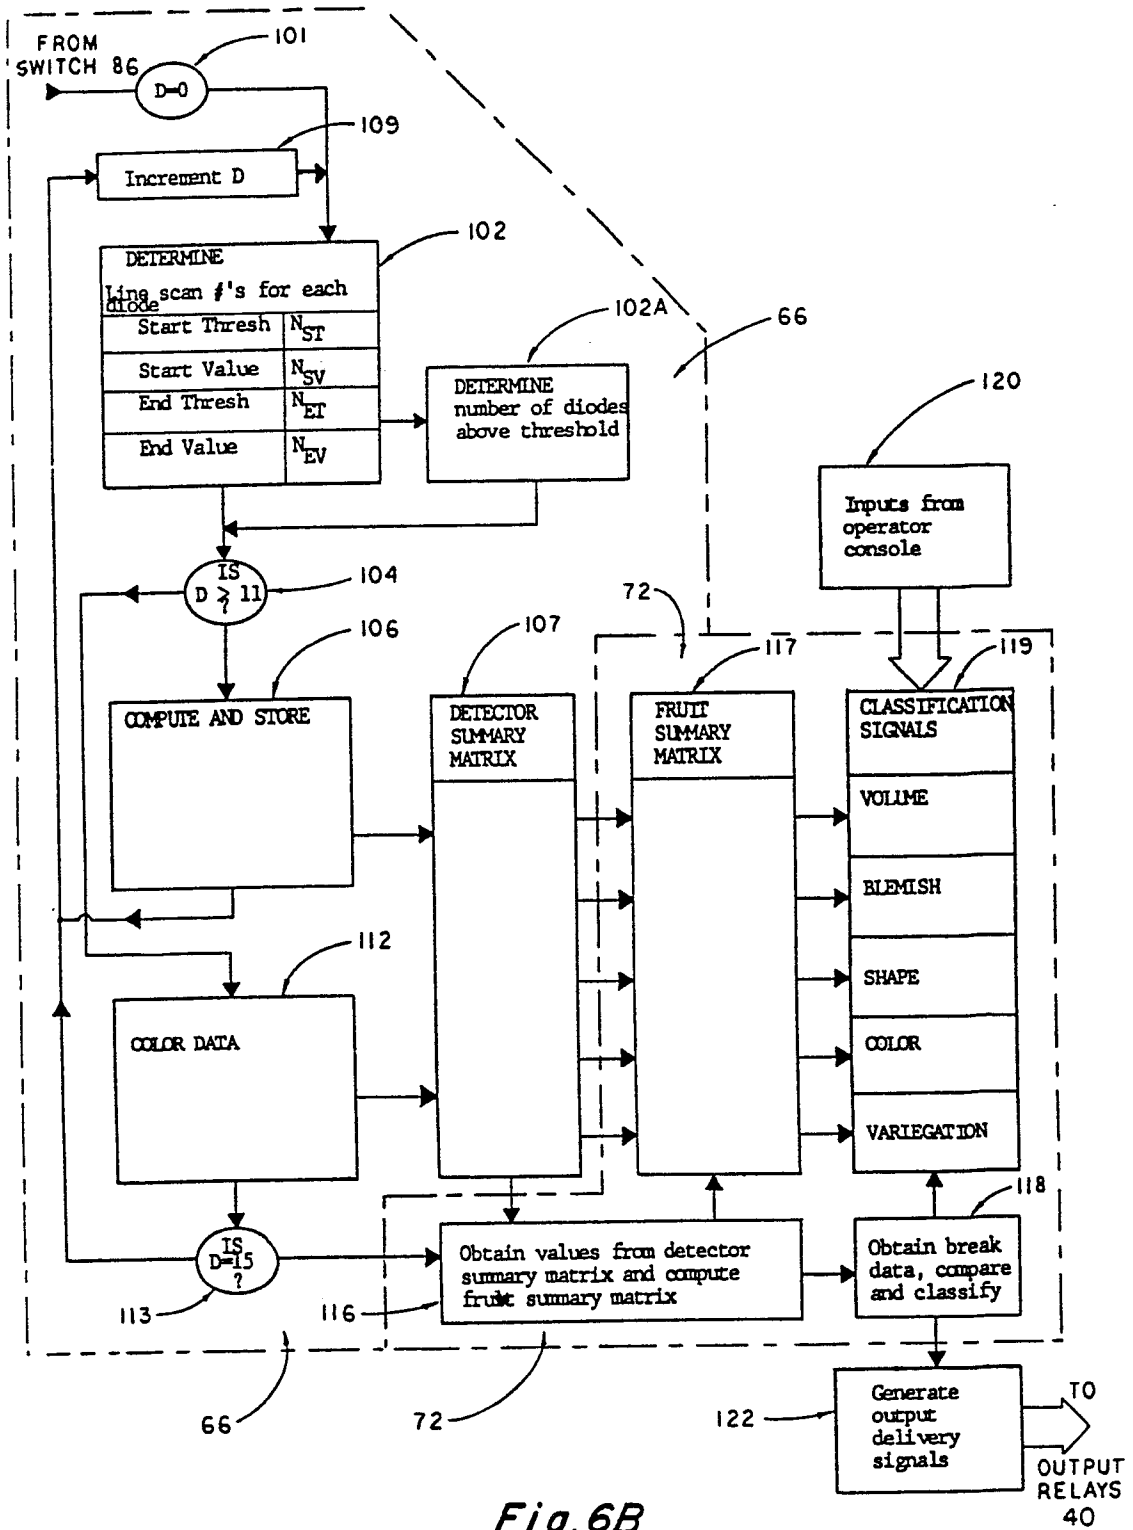 FROM
SWITCH 86
101
D=0
109
Increment D
102
DETERMINE
Line scan #'s for each
diode
Start Thresh N_ST
Start Value N_SV
End Thresh N_ET
End Value N_EV
102A
DETERMINE
number of diodes
above threshold
66
120
Inputs from
operator
console
IS
D ≥ 11
?
104
106
COMPUTE AND STORE
107
DETECTOR
SUMMARY
MATRIX
72
117
FRUIT
SUMMARY
MATRIX
119
CLASSIFICATION
SIGNALS
VOLUME
BLEMISH
SHAPE
COLOR
VARIEGATION
112
COLOR DATA
IS
D=15
?
113
Obtain values from detector
summary matrix and compute
fruit summary matrix
116
118
Obtain break
data, compare
and classify
66
72
122
Generate
output
delivery
signals
TO
OUTPUT
RELAYS
40
Fig. 6B